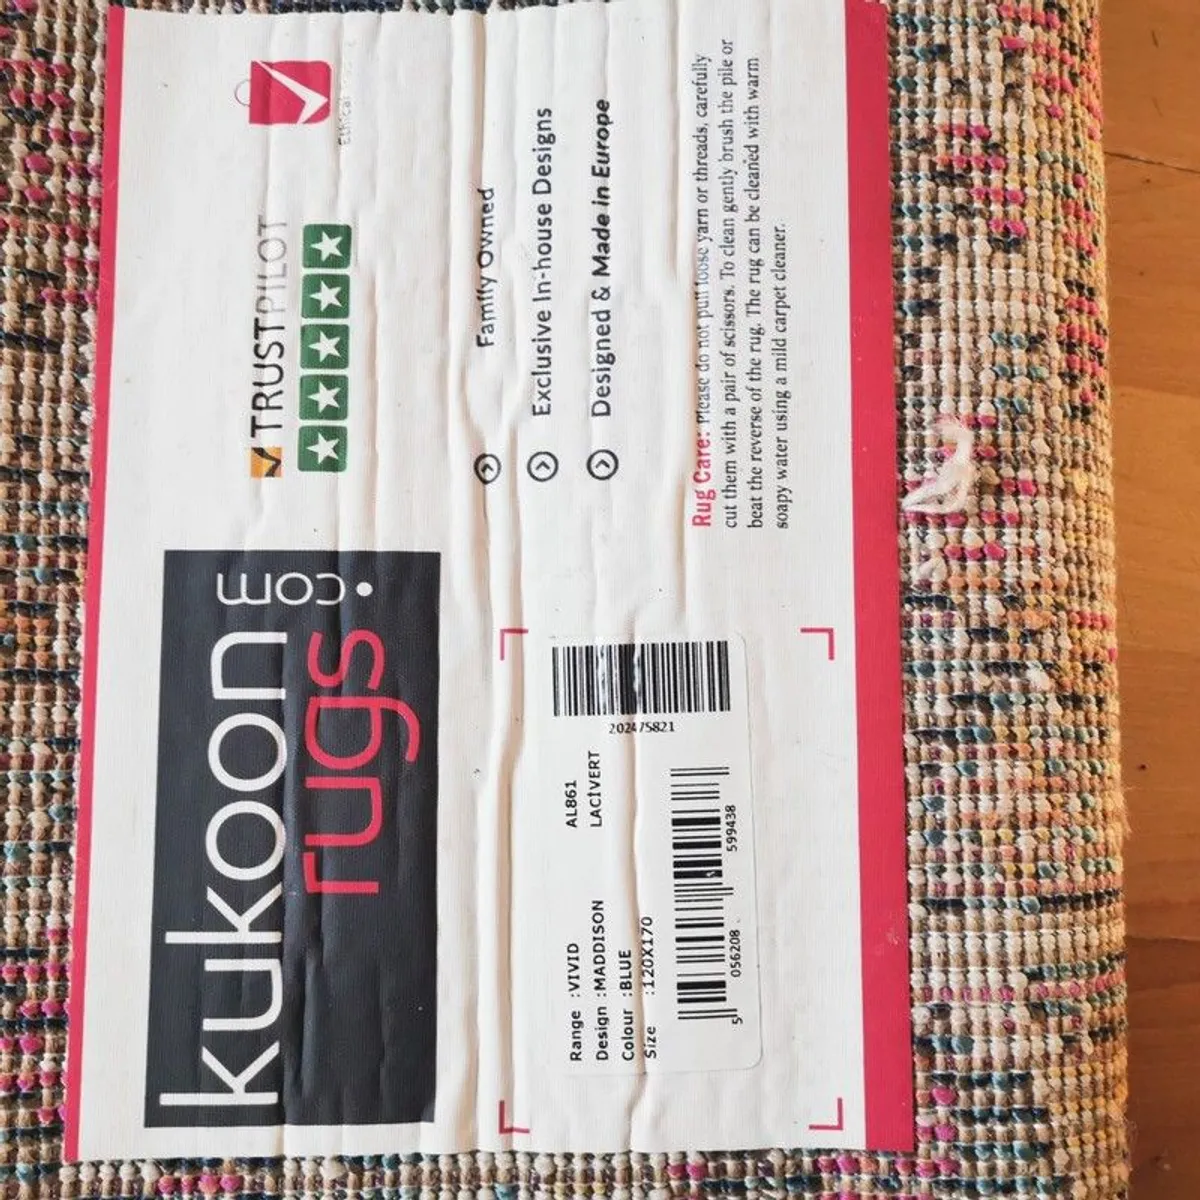 kukoon
rugs.com
TRUSTPILOT
Ethical
Family Owned
Exclusive In-house Designs
Designed & Made in Europe
Range :VIVID AL861
Design :MADDISON LACİVERT
Colour :BLUE
Size :120X170
202475821
5 056208 599438
Rug Care: Please do not pull loose yarn or threads, carefully
cut them with a pair of scissors. To clean gently brush the pile or
beat the reverse of the rug. The rug can be cleaned with warm
soapy water using a mild carpet cleaner.